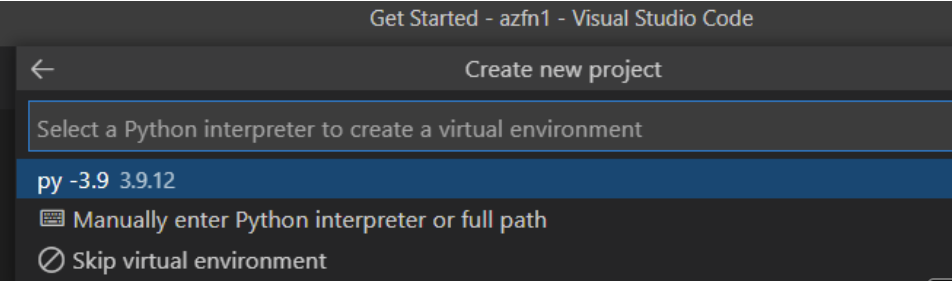 Get Started - azfn1 - Visual Studio Code
Create new project
Select a Python interpreter to create a virtual environment
py -3.9 3.9.12
Manually enter Python interpreter or full path
Skip virtual environment